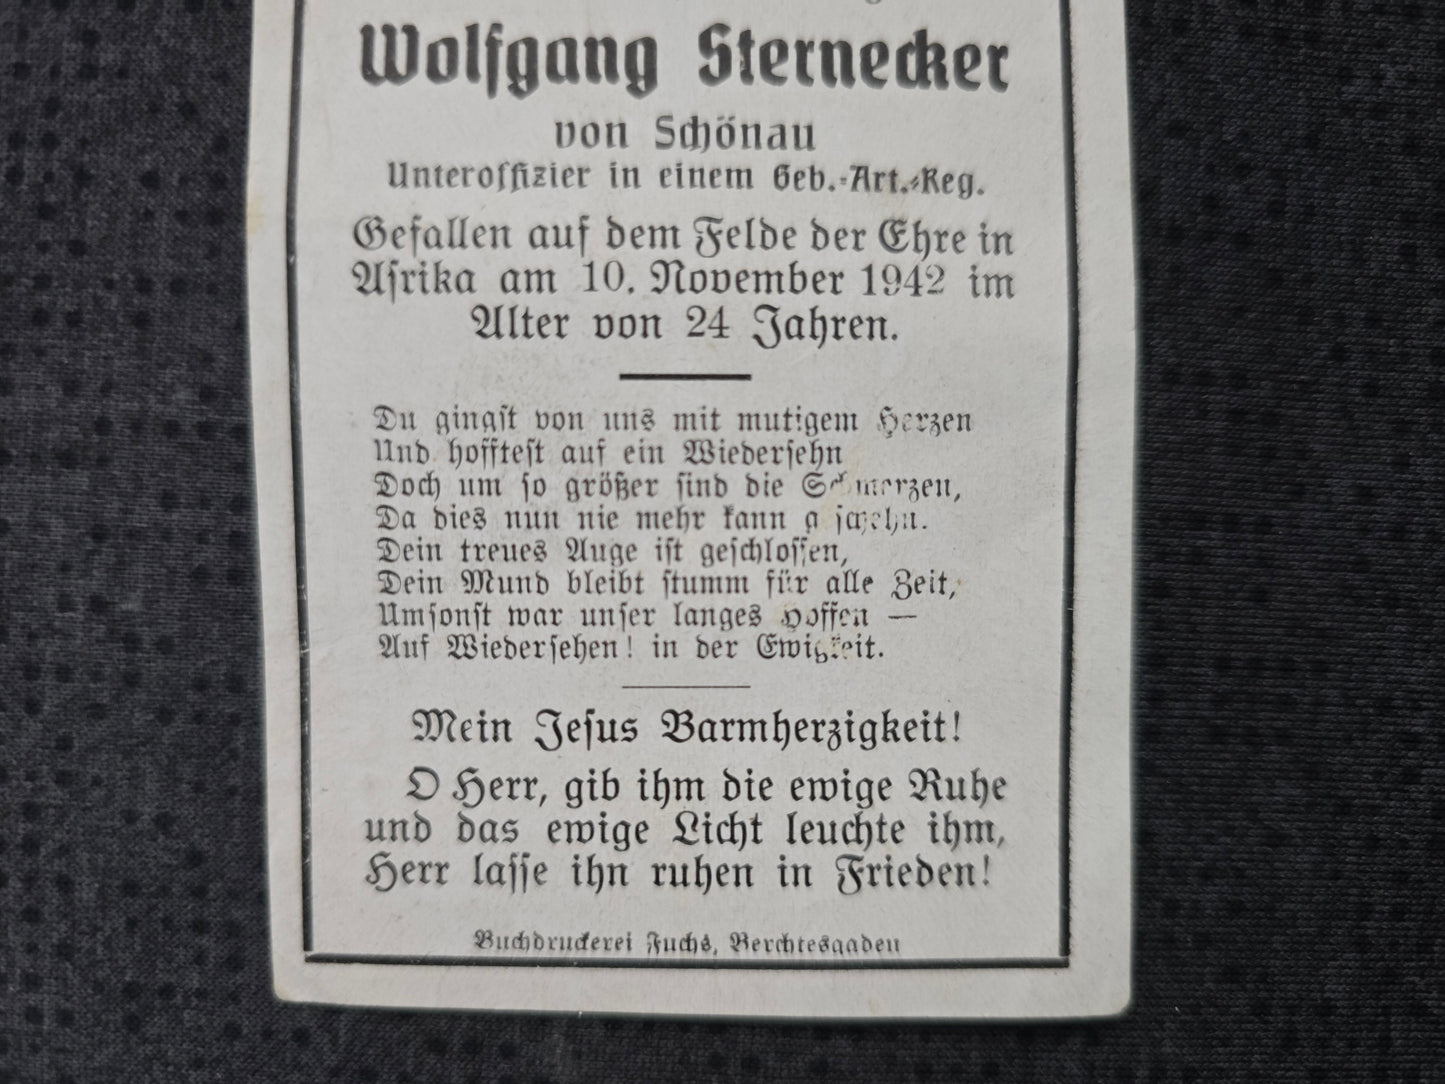 Wolfgang Sternecker
von Schönau
Unteroffizier in einem Geb.-Art.-Reg.
Gefallen auf dem Felde der Ehre in
Afrika am 10. November 1942 im
Alter von 24 Jahren.
Du gingst von uns mit mutigem Herzen
Und hofftest auf ein Wiedersehn
Doch um so größer sind die Schmerzen,
Da dies nun nie mehr kann geschehn.
Dein treues Auge ist geschlossen,
Dein Mund bleibt stumm für alle Zeit,
Umsonst war unser langes Hoffen —
Auf Wiedersehen! in der Ewigkeit.
Mein Jesus Barmherzigkeit!
O Herr, gib ihm die ewige Ruhe
und das ewige Licht leuchte ihm,
Herr lasse ihn ruhen in Frieden!
Buchdruckerei Fuchs, Berchtesgaden